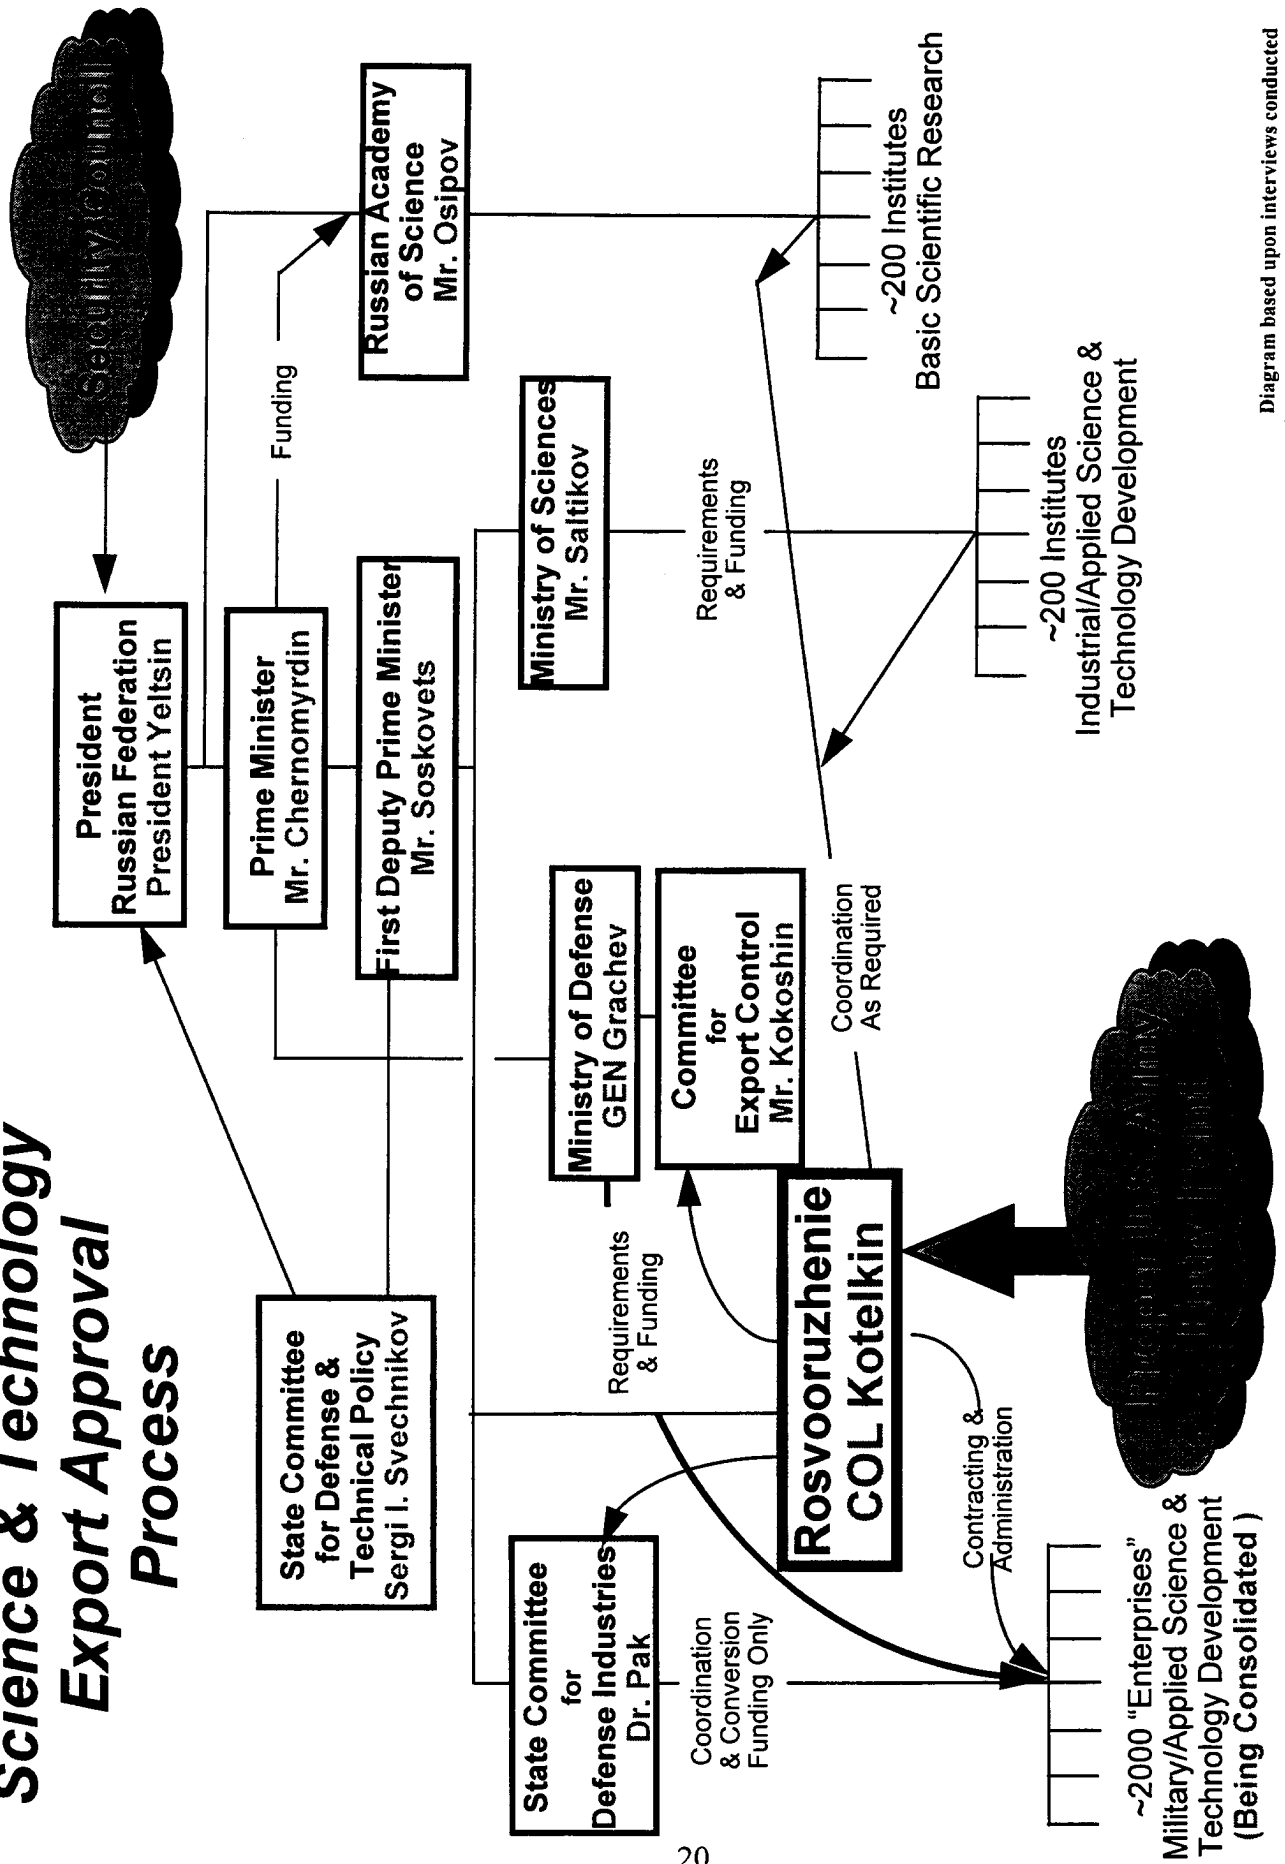 Science & Technology
Export Approval
Process
Security Council
President
Russian Federation
President Yeltsin
Prime Minister
Mr. Chernomyrdin
Funding
Russian Academy
of Science
Mr. Osipov
First Deputy Prime Minister
Mr. Soskovets
State Committee
for Defense &
Technical Policy
Sergi I. Svechnikov
Ministry of Sciences
Mr. Saltikov
Ministry of Defense
GEN Grachev
State Committee
for
Defense Industries
Dr. Pak
Requirements
& Funding
Committee
for
Export Control
Mr. Kokoshin
Requirements
& Funding
Coordination
& Conversion
Funding Only
Rosvooruzhenie
COL Kotelkin
Coordination
As Required
~200 Institutes
Basic Scientific Research
Contracting &
Administration
~200 Institutes
Industrial/Applied Science &
Technology Development
Army
~2000 “Enterprises”
Military/Applied Science &
Technology Development
(Being Consolidated )
Diagram based upon interviews conducted
20